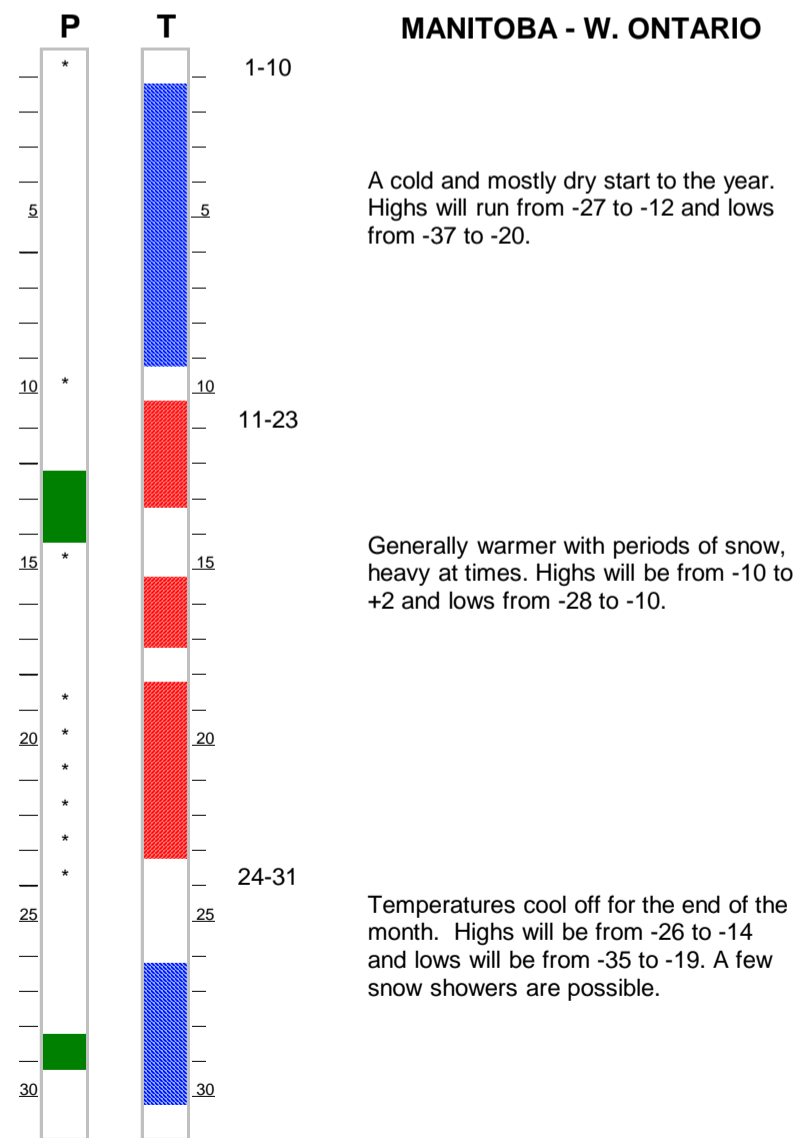 P T MANITOBA - W. ONTARIO
* 1-10
A cold and mostly dry start to the year.
5 5 Highs will run from -27 to -12 and lows
from -37 to -20.
10 * 10
11-23
Generally warmer with periods of snow,
15 * 15 heavy at times. Highs will be from -10 to
+2 and lows from -28 to -10.
*
20 * 20
*
*
*
* 24-31
25 25 Temperatures cool off for the end of the
month.  Highs will be from -26 to -14
and lows will be from -35 to -19. A few
snow showers are possible.
30 30